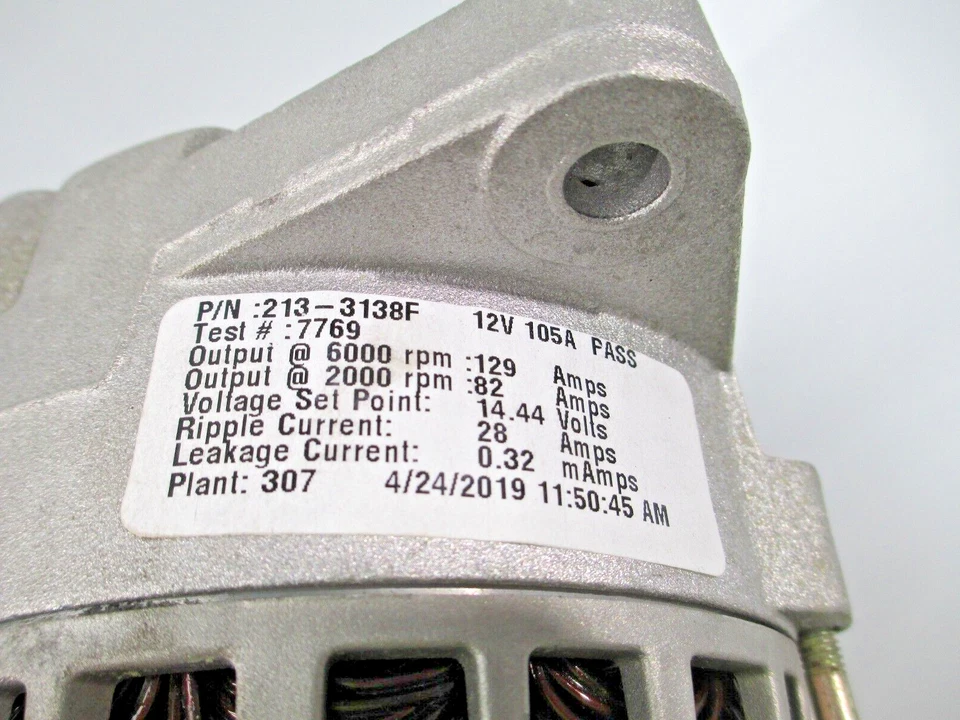 P/N :213-3138F 12V 105A PASS
Test # :7769
Output @ 6000 rpm :129 Amps
Output @ 2000 rpm :82 Amps
Voltage Set Point: 14.44 Volts
Ripple Current: 28 Amps
Leakage Current: 0.32 mAmps
Plant: 307 4/24/2019 11:50:45 AM